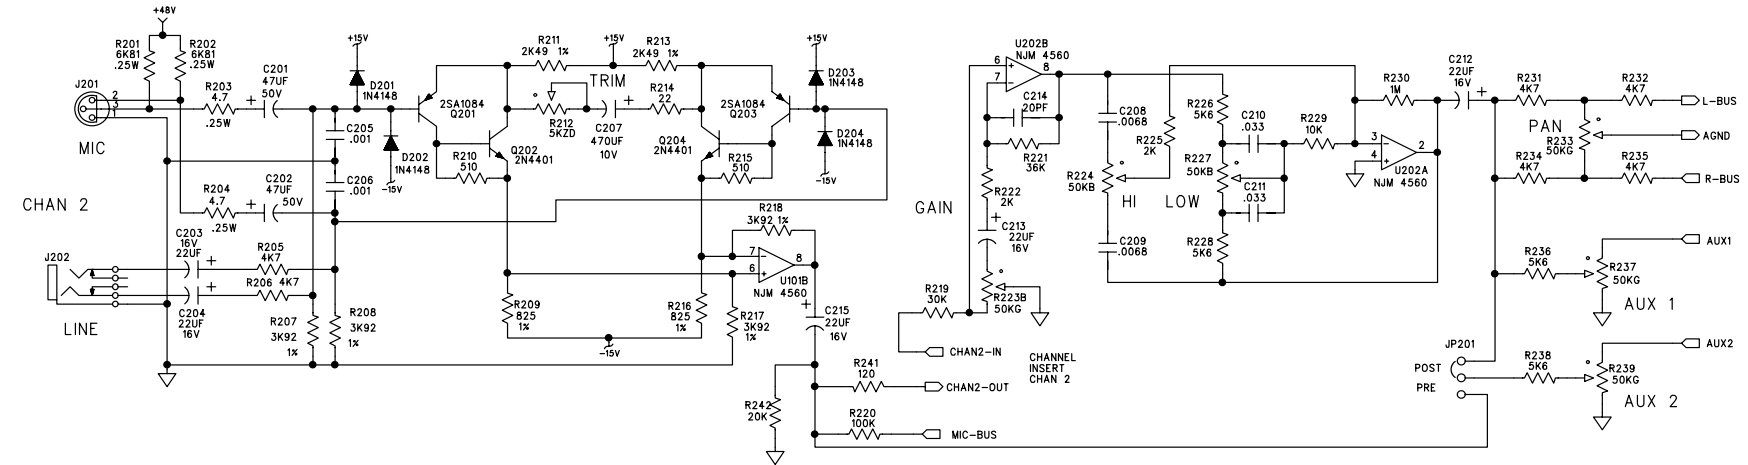 +48V
R201
6K81
.25W
R202
6K81
.25W
J201
2
3
1
MIC
R203
4.7
.25W
C201
47UF
50V
+
+15V
D201
1N4148
C205
.001
C206
.001
D202
1N4148
-15V
R204
4.7
.25W
C202
47UF
50V
+
CHAN 2
J202
LINE
C203
16V
22UF
+
R205
4K7
R206
4K7
C204
22UF
16V
+
R207
3K92
1%
R208
3K92
1%
2SA1084
Q201
Q202
2N4401
R210
510
R211
2K49 1%
+15V
TRIM
R212
5KZD
C207
470UF
10V
+
R213
2K49 1%
R214
22
2SA1084
Q203
Q204
2N4401
R215
510
+15V
D203
1N4148
D204
1N4148
-15V
R209
825
1%
-15V
R216
825
1%
R217
3K92
1%
R218
3K92 1%
7
6
8
-
+
U101B
NJM 4560
C215
22UF
16V
+
R242
20K
R241
120
CHAN2-OUT
R220
100K
MIC-BUS
R219
30K
CHAN2-IN
CHANNEL
INSERT
CHAN 2
GAIN
U202B
NJM 4560
6
7
8
+
-
C214
20PF
R221
36K
R222
2K
C213
22UF
16V
+
R223B
50KG
C208
.0068
R224
50KB
HI
C209
.0068
R225
2K
R226
5K6
C210
.033
R227
50KB
LOW
C211
.033
R228
5K6
R229
10K
R230
1M
3
4
2
-
+
U202A
NJM 4560
C212
22UF
16V
+
R231
4K7
R232
4K7
L-BUS
PAN
R233
50KG
AGND
R234
4K7
R235
4K7
R-BUS
R236
5K6
AUX1
R237
50KG
AUX 1
JP201
POST
PRE
R238
5K6
AUX2
R239
50KG
AUX 2